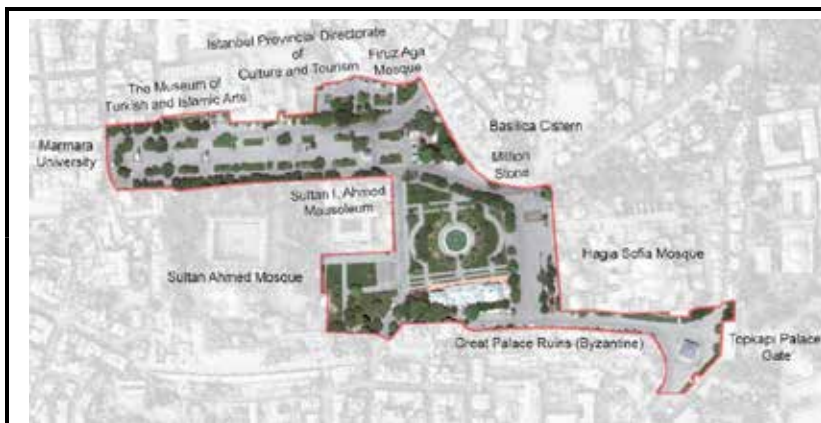 Istanbul Provincial Directorate
of
Culture and Tourism
Firuz Aga
Mosque
The Museum of
Turkish and Islamic Arts
Marmara
University
Basilica Cistern
Million
Stone
Sultan I. Ahmed
Mausoleum
Sultan Ahmed Mosque
Hagia Sofia Mosque
Great Palace Ruins (Byzantine)
Topkapi Palace
Gate